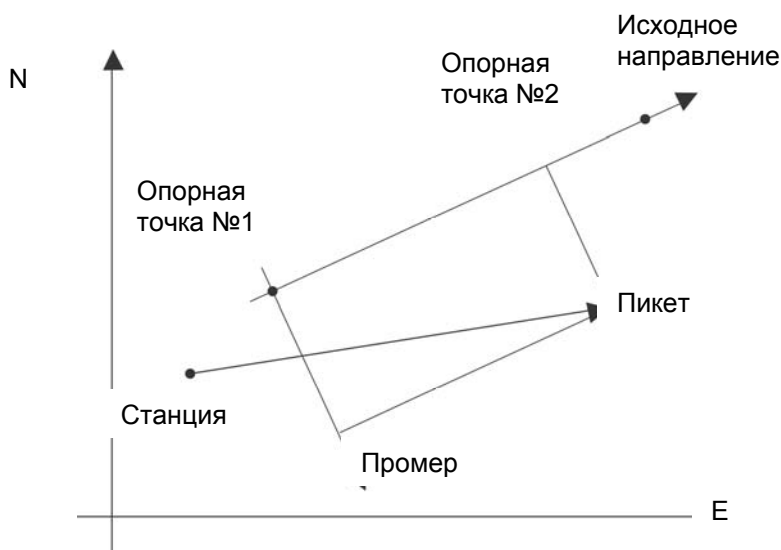 Исходное
направление
Опорная
точка №2
N
Опорная
точка №1
Пикет
Станция
Промер
E